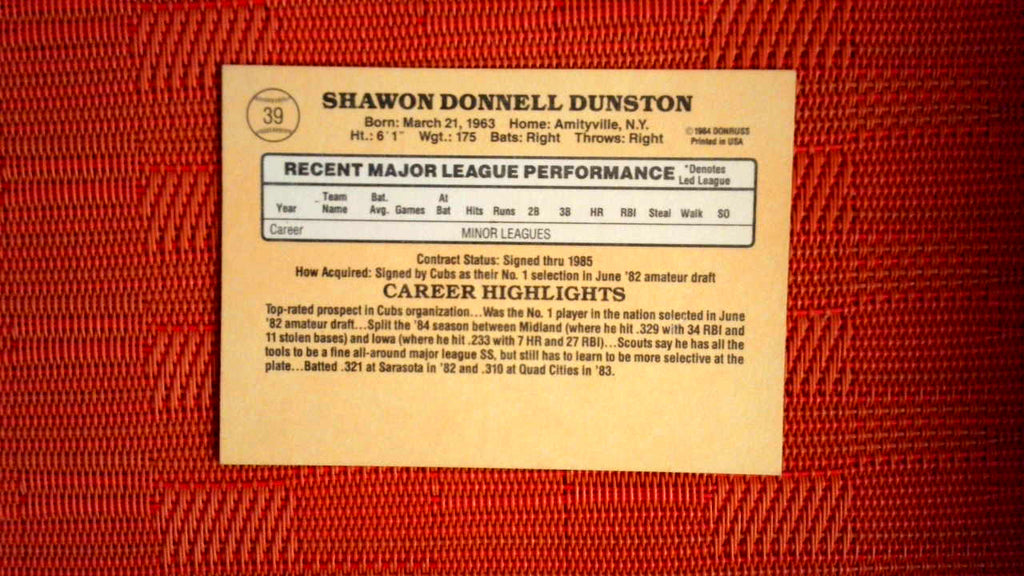 39
SHAWON DONNELL DUNSTON
Born: March 21, 1963 Home: Amityville, N.Y.
Ht.: 6'1" Wgt.: 175 Bats: Right Throws: Right
© 1984 DONRUSS
Printed in USA
RECENT MAJOR LEAGUE PERFORMANCE
*Denotes
Led League
Year Team Name Bat. Avg. Games At Bat Hits Runs 2B 3B HR RBI Steal Walk SO
Career MINOR LEAGUES
Contract Status: Signed thru 1985
How Acquired: Signed by Cubs as their No. 1 selection in June '82 amateur draft
CAREER HIGHLIGHTS
Top-rated prospect in Cubs organization...Was the No. 1 player in the nation selected in June
'82 amateur draft...Split the '84 season between Midland (where he hit .329 with 34 RBI and
11 stolen bases) and Iowa (where he hit .233 with 7 HR and 27 RBI)...Scouts say he has all the
tools to be a fine all-around major league SS, but still has to learn to be more selective at the
plate...Batted .321 at Sarasota in '82 and .310 at Quad Cities in '83.